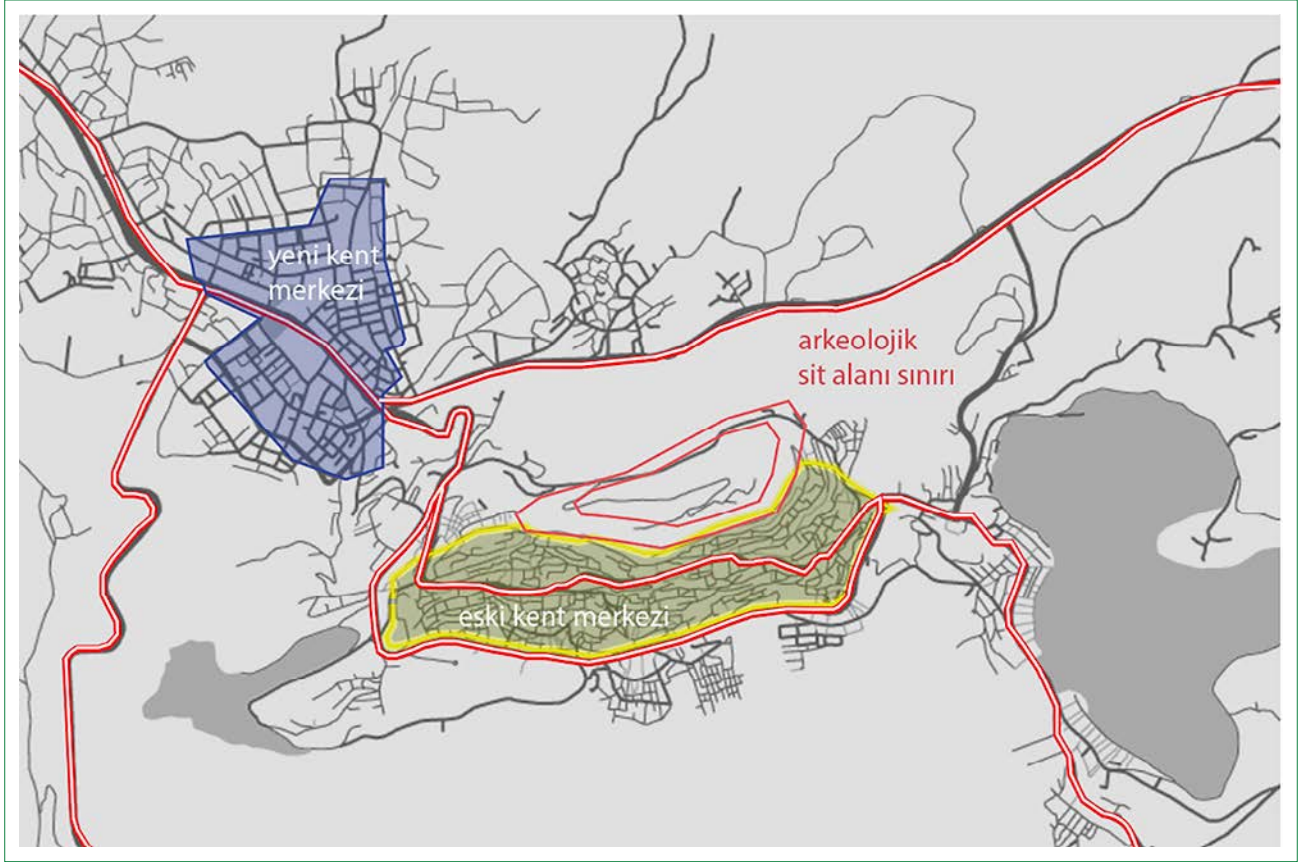 yeni kent
merkezi
arkeolojik
sit alanı sınırı
eski kent merkezi